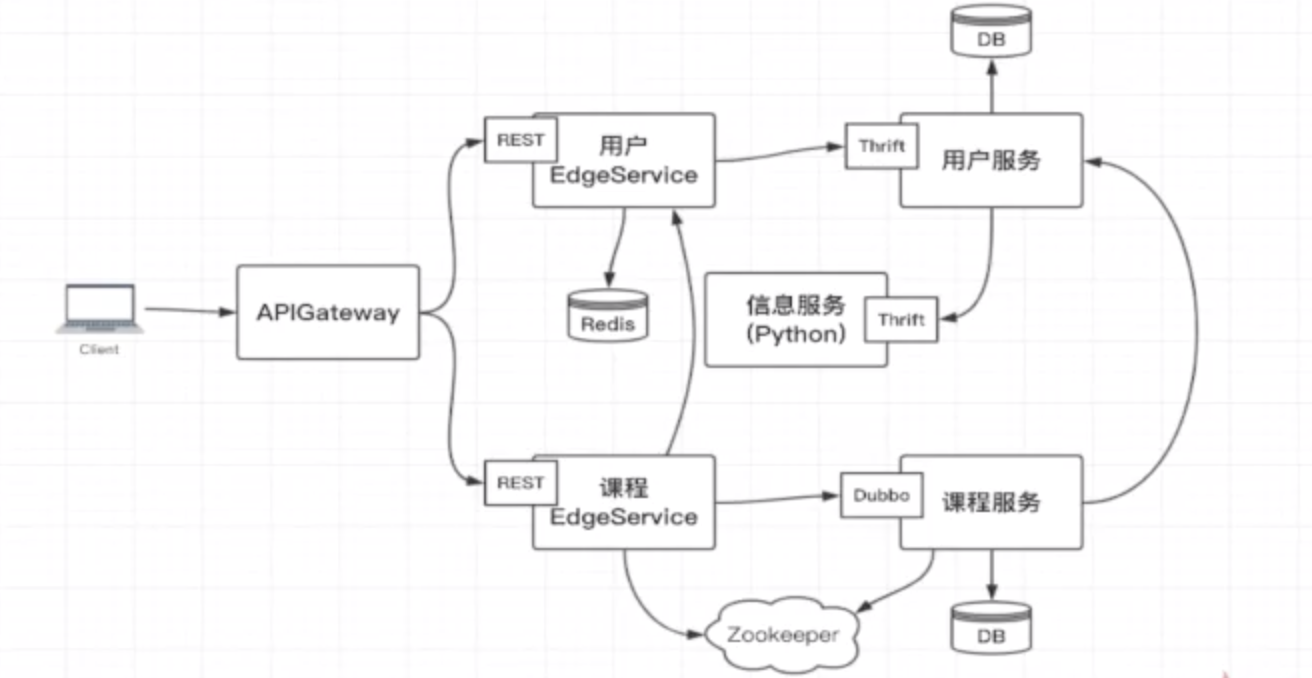 DB
REST
用户
EdgeService
Thrift
用户服务
Redis
信息服务
(Python)
Thrift
APIGateway
Client
REST
课程
EdgeService
Dubbo
课程服务
Zookeeper
DB